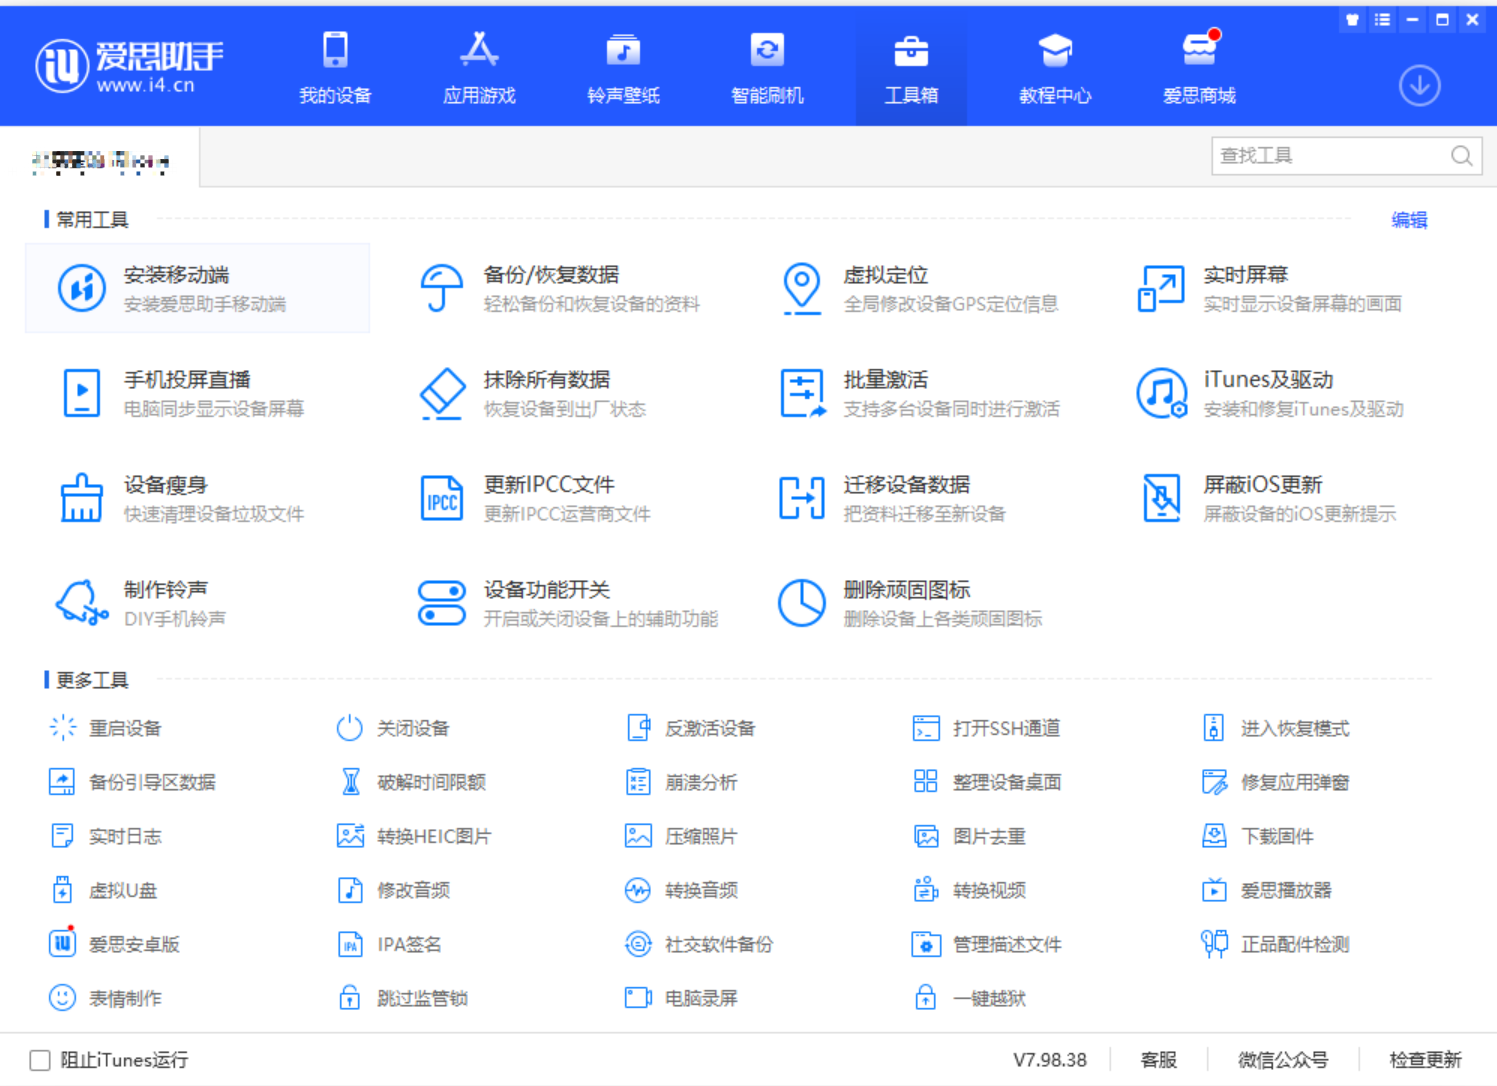 爱思助手
www.i4.cn
我的设备
应用游戏
铃声壁纸
智能刷机
工具箱
教程中心
爱思商城
查找工具
常用工具
编辑
安装移动端
安装爱思助手移动端
备份/恢复数据
轻松备份和恢复设备的资料
虚拟定位
全局修改设备GPS定位信息
实时屏幕
实时显示设备屏幕的画面
手机投屏直播
电脑同步显示设备屏幕
抹除所有数据
恢复设备到出厂状态
批量激活
支持多台设备同时进行激活
iTunes及驱动
安装和修复iTunes及驱动
设备瘦身
快速清理设备垃圾文件
IPCC
更新IPCC文件
更新IPCC运营商文件
迁移设备数据
把资料迁移至新设备
屏蔽iOS更新
屏蔽设备的iOS更新提示
制作铃声
DIY手机铃声
设备功能开关
开启或关闭设备上的辅助功能
删除顽固图标
删除设备上各类顽固图标
更多工具
重启设备
关闭设备
反激活设备
打开SSH通道
进入恢复模式
备份引导区数据
破解时间限额
崩溃分析
整理设备桌面
修复应用弹窗
实时日志
转换HEIC图片
压缩照片
图片去重
下载固件
虚拟U盘
修改音频
转换音频
转换视频
爱思播放器
爱思安卓版
IPA
IPA签名
社交软件备份
管理描述文件
正品配件检测
表情制作
跳过监管锁
电脑录屏
一键越狱
阻止iTunes运行
V7.98.38
客服
微信公众号
检查更新